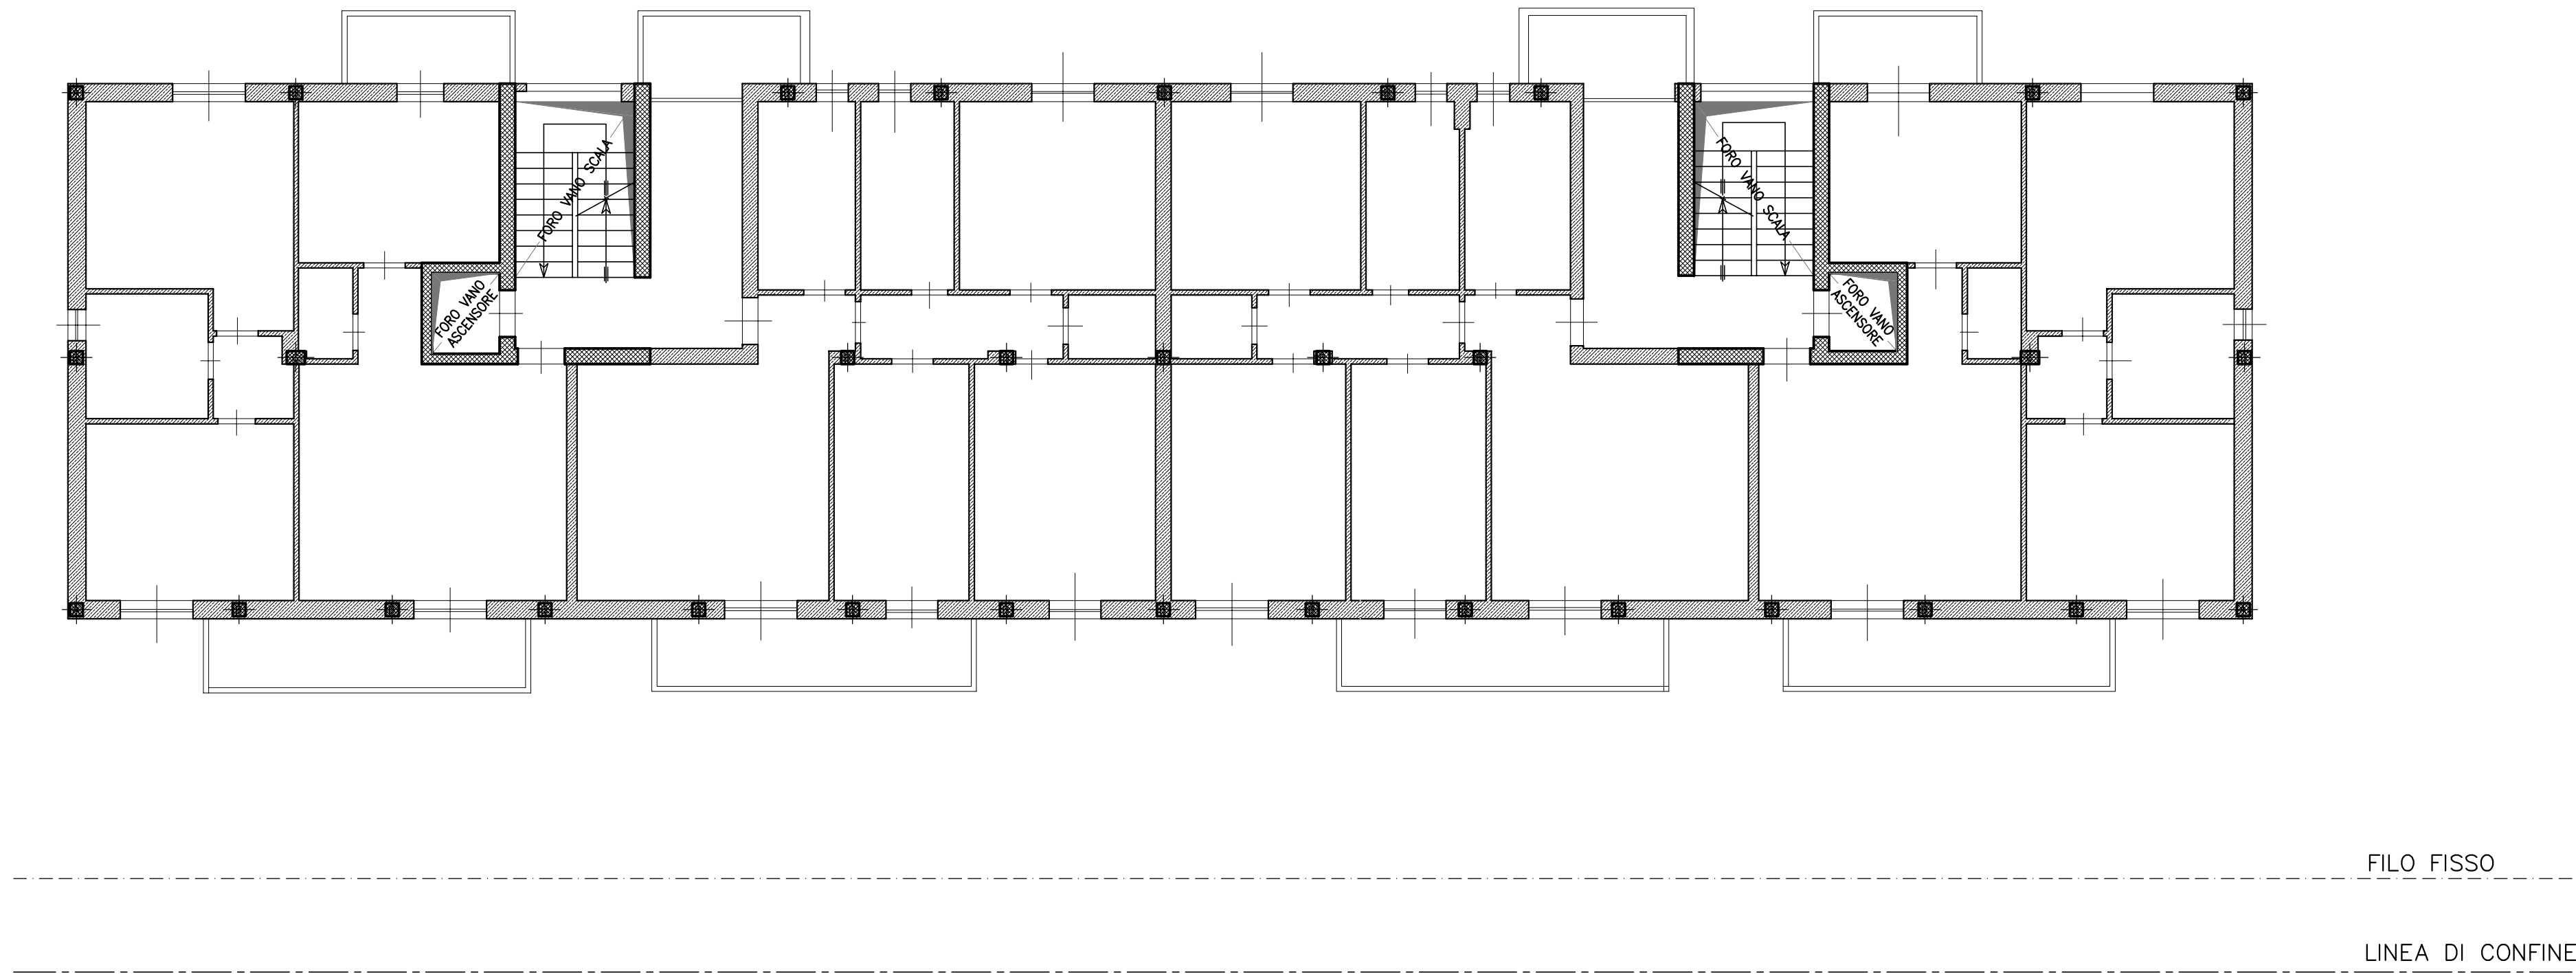 FORO VANO SCALA
FORO VANO
ASCENSORE
FORO VANO SCALA
FORO VANO
ASCENSORE
FILO FISSO
LINEA DI CONFINE